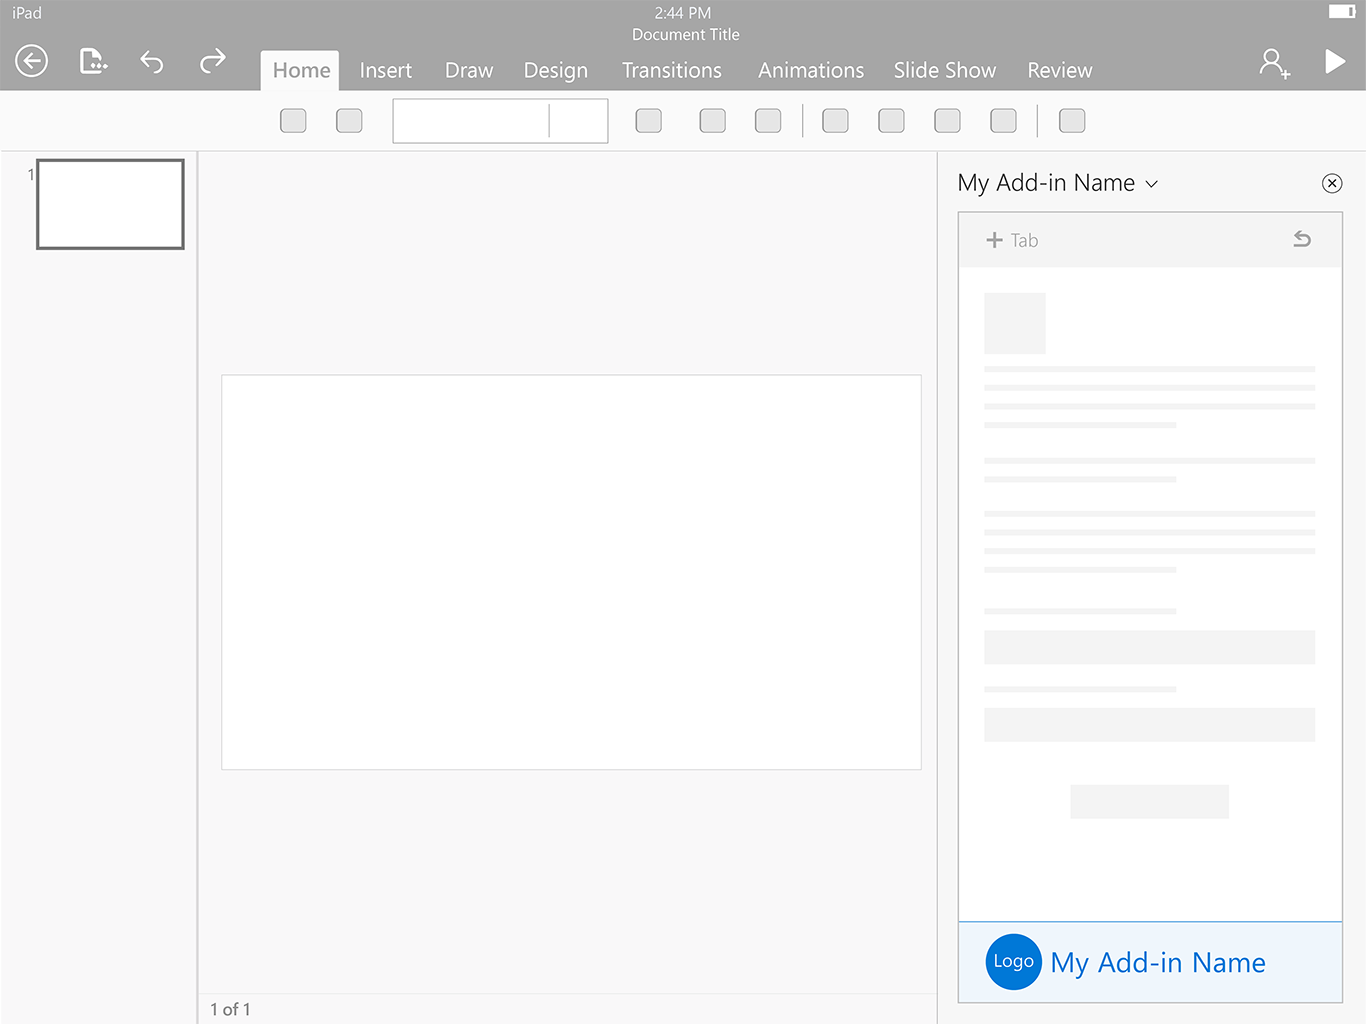 iPad
2:44 PM
Document Title
Home Insert Draw Design Transitions Animations Slide Show Review
1
My Add-in Name
Tab
Logo My Add-in Name
1 of 1